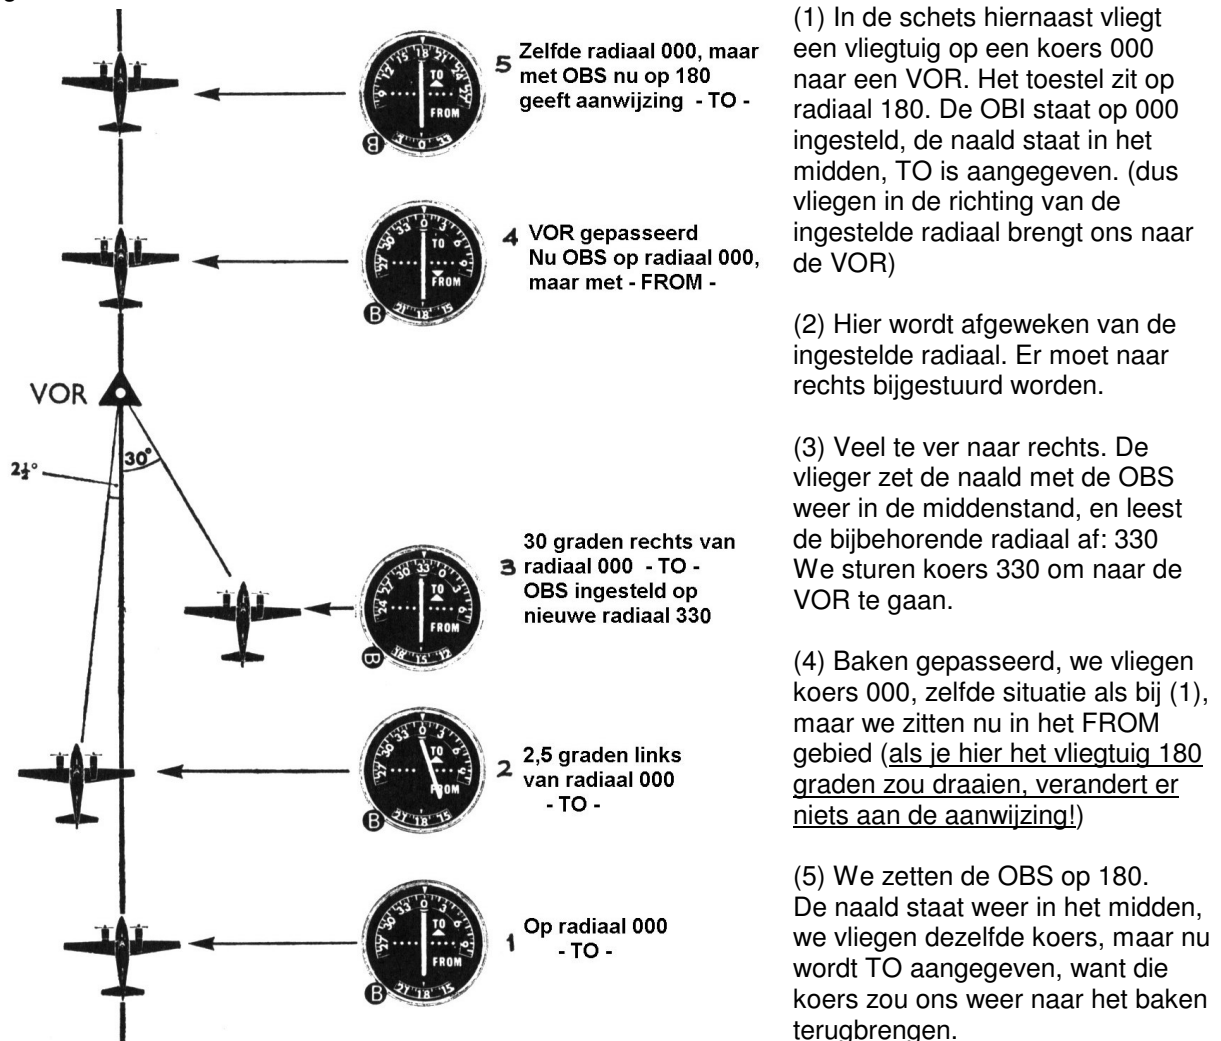 5 Zelfde radiaal 000, maar
met OBS nu op 180
geeft aanwijzing - TO -
4 VOR gepasseerd
Nu OBS op radiaal 000,
maar met - FROM -
VOR
30°
2½°
30 graden rechts van
3 radiaal 000 - TO -
OBS ingesteld op
nieuwe radiaal 330
2,5 graden links
2 van radiaal 000
- TO -
1 Op radiaal 000
- TO -
TO
FROM
B
TO
FROM
B
TO
FROM
B
TO
FROM
B
TO
FROM
B
(1) In de schets hiernaast vliegt
een vliegtuig op een koers 000
naar een VOR. Het toestel zit op
radiaal 180. De OBI staat op 000
ingesteld, de naald staat in het
midden, TO is aangegeven. (dus
vliegen in de richting van de
ingestelde radiaal brengt ons naar
de VOR)
(2) Hier wordt afgeweken van de
ingestelde radiaal. Er moet naar
rechts bijgestuurd worden.
(3) Veel te ver naar rechts. De
vlieger zet de naald met de OBS
weer in de middenstand, en leest
de bijbehorende radiaal af: 330
We sturen koers 330 om naar de
VOR te gaan.
(4) Baken gepasseerd, we vliegen
koers 000, zelfde situatie als bij (1),
maar we zitten nu in het FROM
gebied (als je hier het vliegtuig 180
graden zou draaien, verandert er
niets aan de aanwijzing!)
(5) We zetten de OBS op 180.
De naald staat weer in het midden,
we vliegen dezelfde koers, maar nu
wordt TO aangegeven, want die
koers zou ons weer naar het baken
terugbrengen.